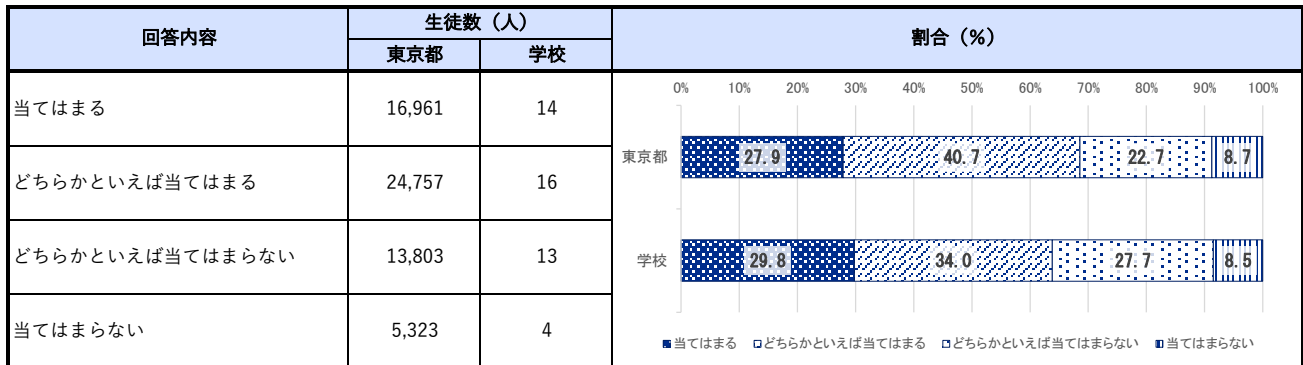 回答内容 生徒数（人） 割合（%）
東京都 学校
当てはまる 16,961 14
どちらかといえば当てはまる 24,757 16
どちらかといえば当てはまらない 13,803 13
当てはまらない 5,323 4
0% 10% 20% 30% 40% 50% 60% 70% 80% 90% 100%
東京都 27.9 40.7 22.7 8.7
学校 29.8 34.0 27.7 8.5
当てはまる どちらかといえば当てはまる どちらかといえば当てはまらない 当てはまらない